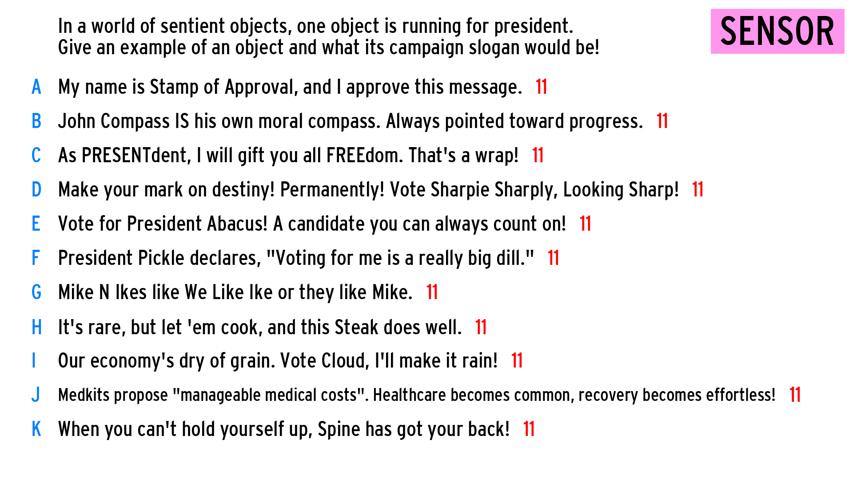 In a world of sentient objects, one object is running for president.
Give an example of an object and what its campaign slogan would be!
SENSOR
A My name is Stamp of Approval, and I approve this message. 11
B John Compass IS his own moral compass. Always pointed toward progress. 11
C As PRESENTdent, I will gift you all FREEdom. That's a wrap! 11
D Make your mark on destiny! Permanently! Vote Sharpie Sharply, Looking Sharp! 11
E Vote for President Abacus! A candidate you can always count on! 11
F President Pickle declares, "Voting for me is a really big dill." 11
G Mike N Ikes like We Like Ike or they like Mike. 11
H It's rare, but let 'em cook, and this Steak does well. 11
I Our economy's dry of grain. Vote Cloud, I'll make it rain! 11
J Medkits propose "manageable medical costs". Healthcare becomes common, recovery becomes effortless! 11
K When you can't hold yourself up, Spine has got your back! 11